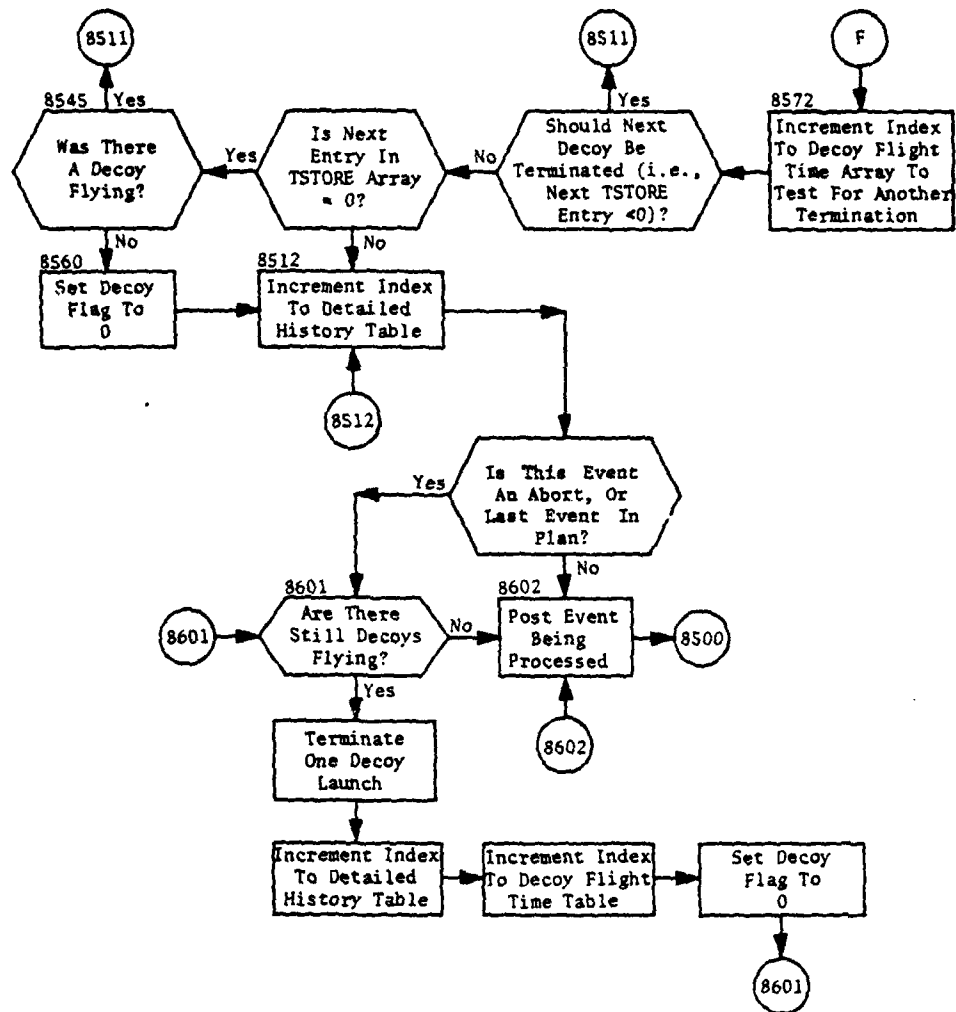 8511
8511
F
8545 Yes
Was There
A Decoy
Flying?
Yes
Is Next
Entry In
TSTORE Array
= 0?
No
Yes
Should Next
Decoy Be
Terminated (i.e.,
Next TSTORE
Entry <0)?
8572
Increment Index
To Decoy Flight
Time Array To
Test For Another
Termination
No
8560
Set Decoy
Flag To
0
No
8512
Increment Index
To Detailed
History Table
8512
Is This Event
An Abort, Or
Last Event In
Plan?
Yes
No
8601
8601
Are There
Still Decoys
Flying?
No
8602
Post Event
Being
Processed
8500
Yes
8602
Terminate
One Decoy
Launch
Increment Index
To Detailed
History Table
Increment Index
To Decoy Flight
Time Table
Set Decoy
Flag To
0
8601